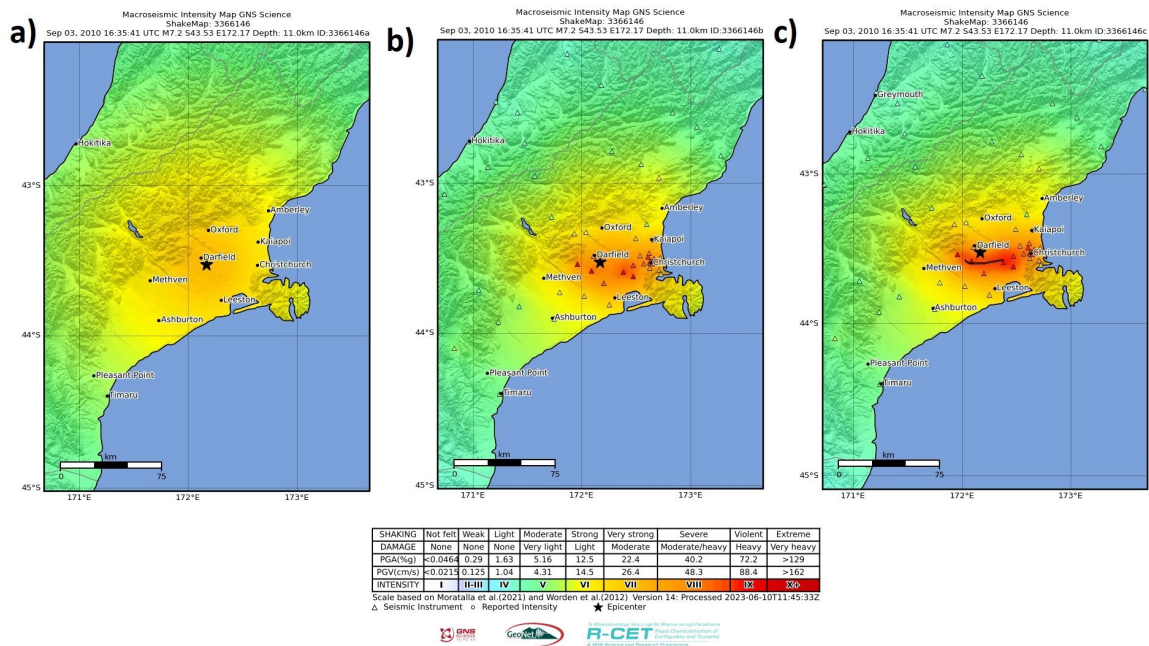 a)
Macroseismic Intensity Map GNS Science
ShakeMap: 3366146
Sep 03, 2010 16:35:41 UTC M7.2 S43.53 E172.17 Depth: 11.0km ID:3366146a
Hokitika
43°S
Amberley
Oxford
Kaiapoi
Darfield
Christchurch
Methven
Leeston
Ashburton
44°S
Pleasant Point
Timaru
km
0 75
45°S
171°E 172°E 173°E
b)
Macroseismic Intensity Map GNS Science
ShakeMap: 3366146
Sep 03, 2010 16:35:41 UTC M7.2 S43.53 E172.17 Depth: 11.0km ID:3366146b
Hokitika
43°S
Amberley
Oxford
Kaiapoi
Darfield
Christchurch
Methven
Leeston
Ashburton
44°S
Pleasant Point
Timaru
km
0 75
45°S
171°E 172°E 173°E
c)
Macroseismic Intensity Map GNS Science
ShakeMap: 3366146
Sep 03, 2010 16:35:41 UTC M7.2 S43.53 E172.17 Depth: 11.0km ID:3366146c
Greymouth
Hokitika
43°S
Amberley
Oxford
Kaiapoi
Darfield
Christchurch
Methven
Leeston
Ashburton
44°S
Pleasant Point
Timaru
km
0 75
45°S
171°E 172°E 173°E
SHAKING Not felt Weak Light Moderate Strong Very strong Severe Violent Extreme
DAMAGE None None None Very light Light Moderate Moderate/heavy Heavy Very heavy
PGA(%g) <0.0464 0.29 1.63 5.16 12.5 22.4 40.2 72.2 >129
PGV(cm/s) <0.0215 0.125 1.04 4.31 14.5 26.4 48.3 88.4 >162
INTENSITY I II-III IV V VI VII VIII IX X+
Scale based on Moratalla et al.(2021) and Worden et al.(2012) Version 14: Processed 2023-06-10T11:45:33Z
Seismic Instrument Reported Intensity Epicenter
GNS
SCIENCE
GeoNet
R-CET
Rapid Characterisation of
Earthquakes and Tsunamis